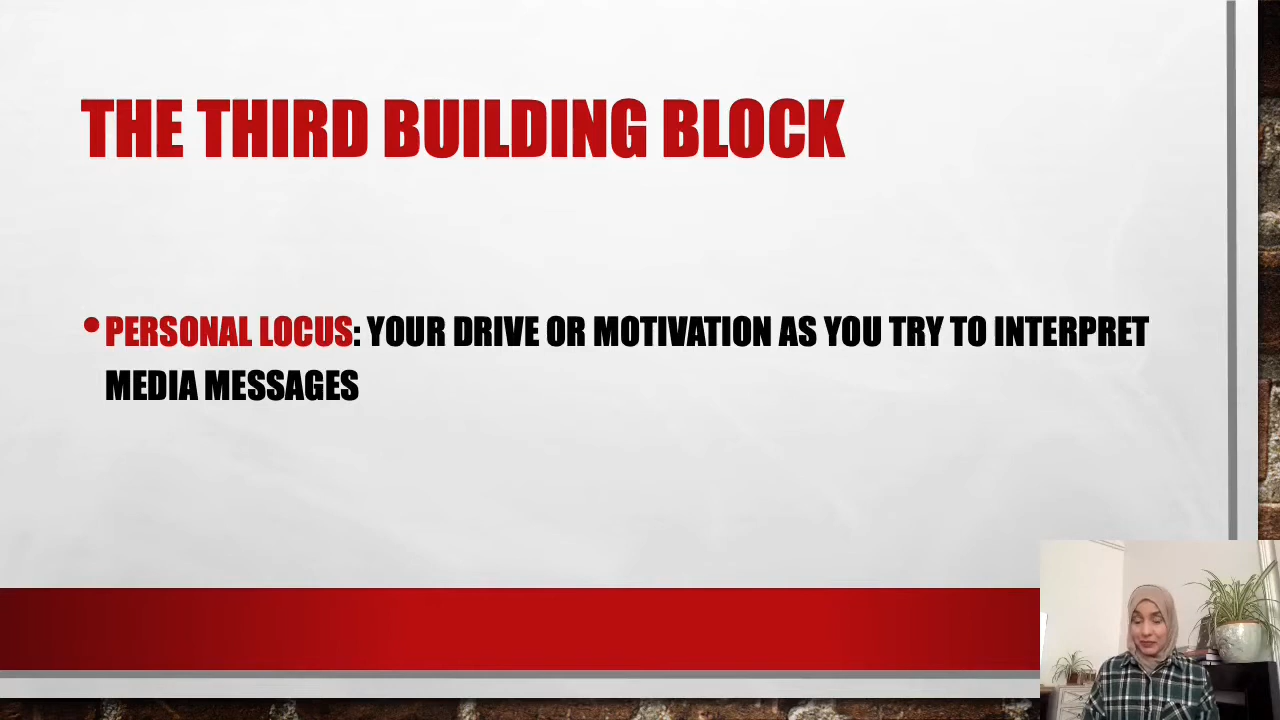 THE THIRD BUILDING BLOCK
• PERSONAL LOCUS: YOUR DRIVE OR MOTIVATION AS YOU TRY TO INTERPRET
MEDIA MESSAGES